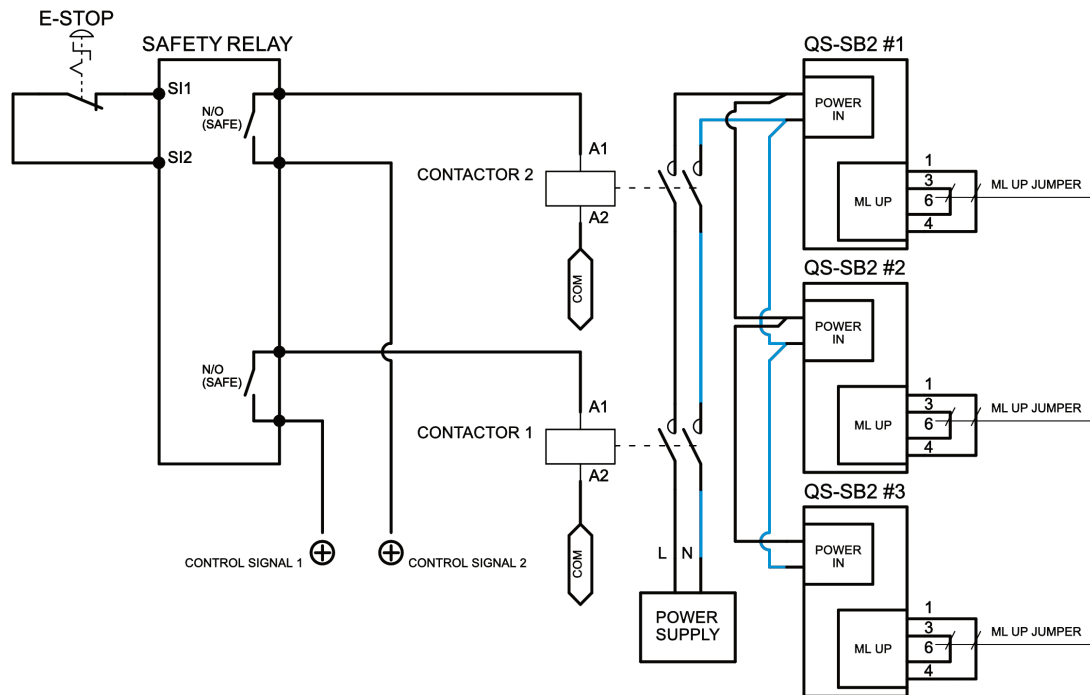 E-STOP
SAFETY RELAY
SI1
SI2
N/O
(SAFE)
N/O
(SAFE)
CONTROL SIGNAL 1
CONTROL SIGNAL 2
CONTACTOR 2
A1
A2
COM
CONTACTOR 1
A1
A2
COM
L N
POWER
SUPPLY
QS-SB2 #1
POWER
IN
ML UP
1
3
6
4
ML UP JUMPER
QS-SB2 #2
POWER
IN
ML UP
1
3
6
4
ML UP JUMPER
QS-SB2 #3
POWER
IN
ML UP
1
3
6
4
ML UP JUMPER